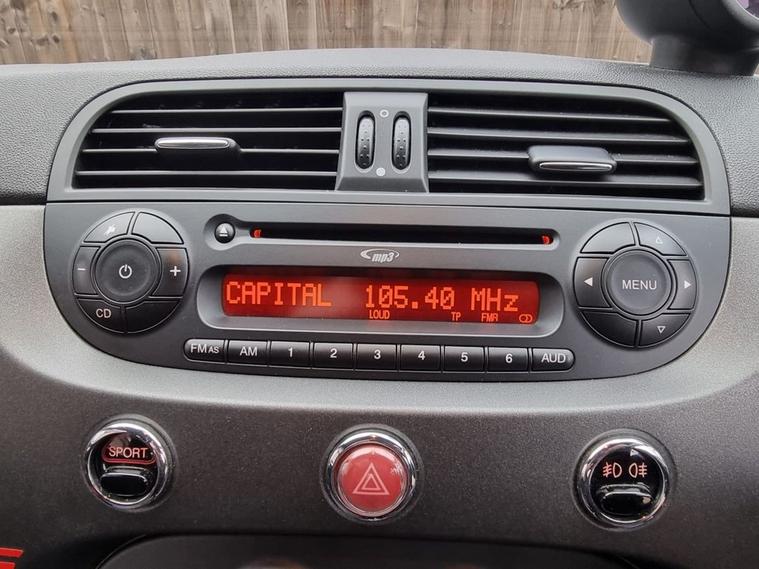 mp3
CAPITAL 105.40 MHz
LOUD TP FMR
- +
CD
MENU
FM AS AM 1 2 3 4 5 6 AUD
SPORT